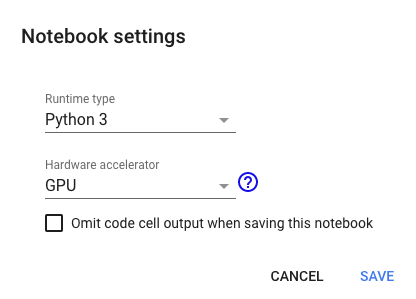 Notebook settings
Runtime type
Python 3
Hardware accelerator
GPU
?
Omit code cell output when saving this notebook
CANCEL SAVE